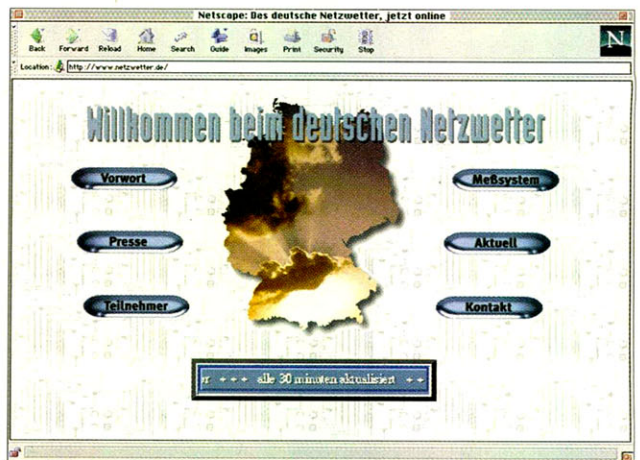 Netscape: Das deutsche Netzwetter, jetzt online
Back Forward Reload Home Search Guide Images Print Security Stop
N
Location: http://www.netzwetter.de/
Willkommen beim deutschen Netzwetter
Vorwort
Meßsystem
Presse
Aktuell
Teilnehmer
Kontakt
er +++ alle 30 minuten aktualisiert ++